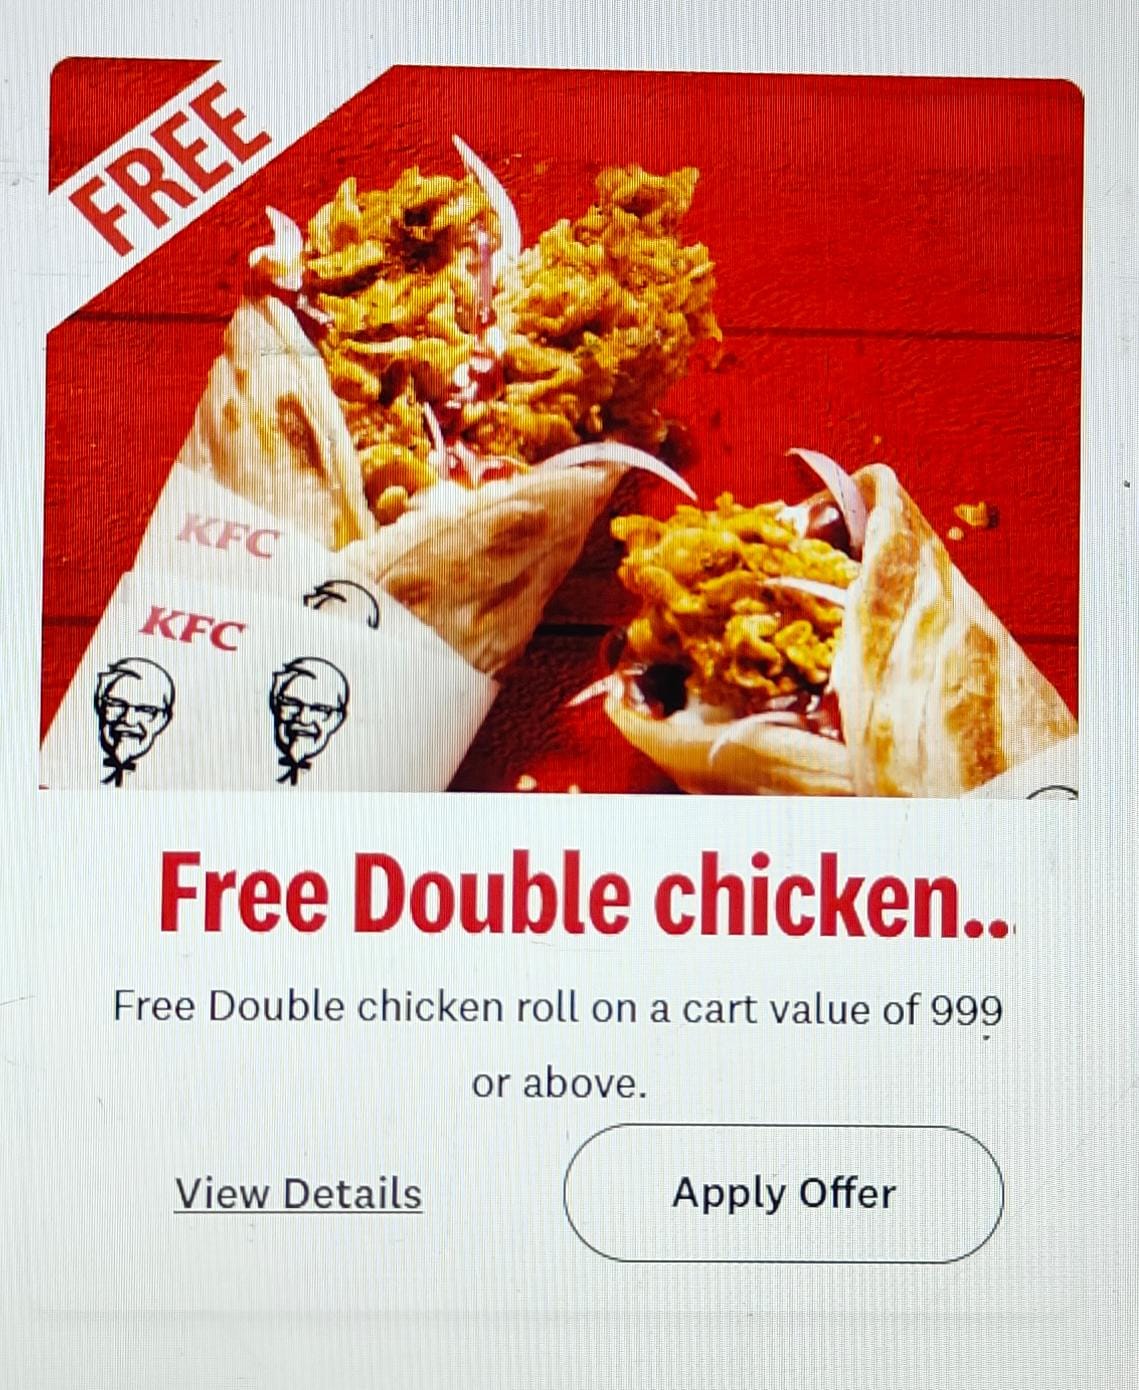 FREE
KFC
KFC
Free Double chicken...
Free Double chicken roll on a cart value of 999
or above.
View Details
Apply Offer